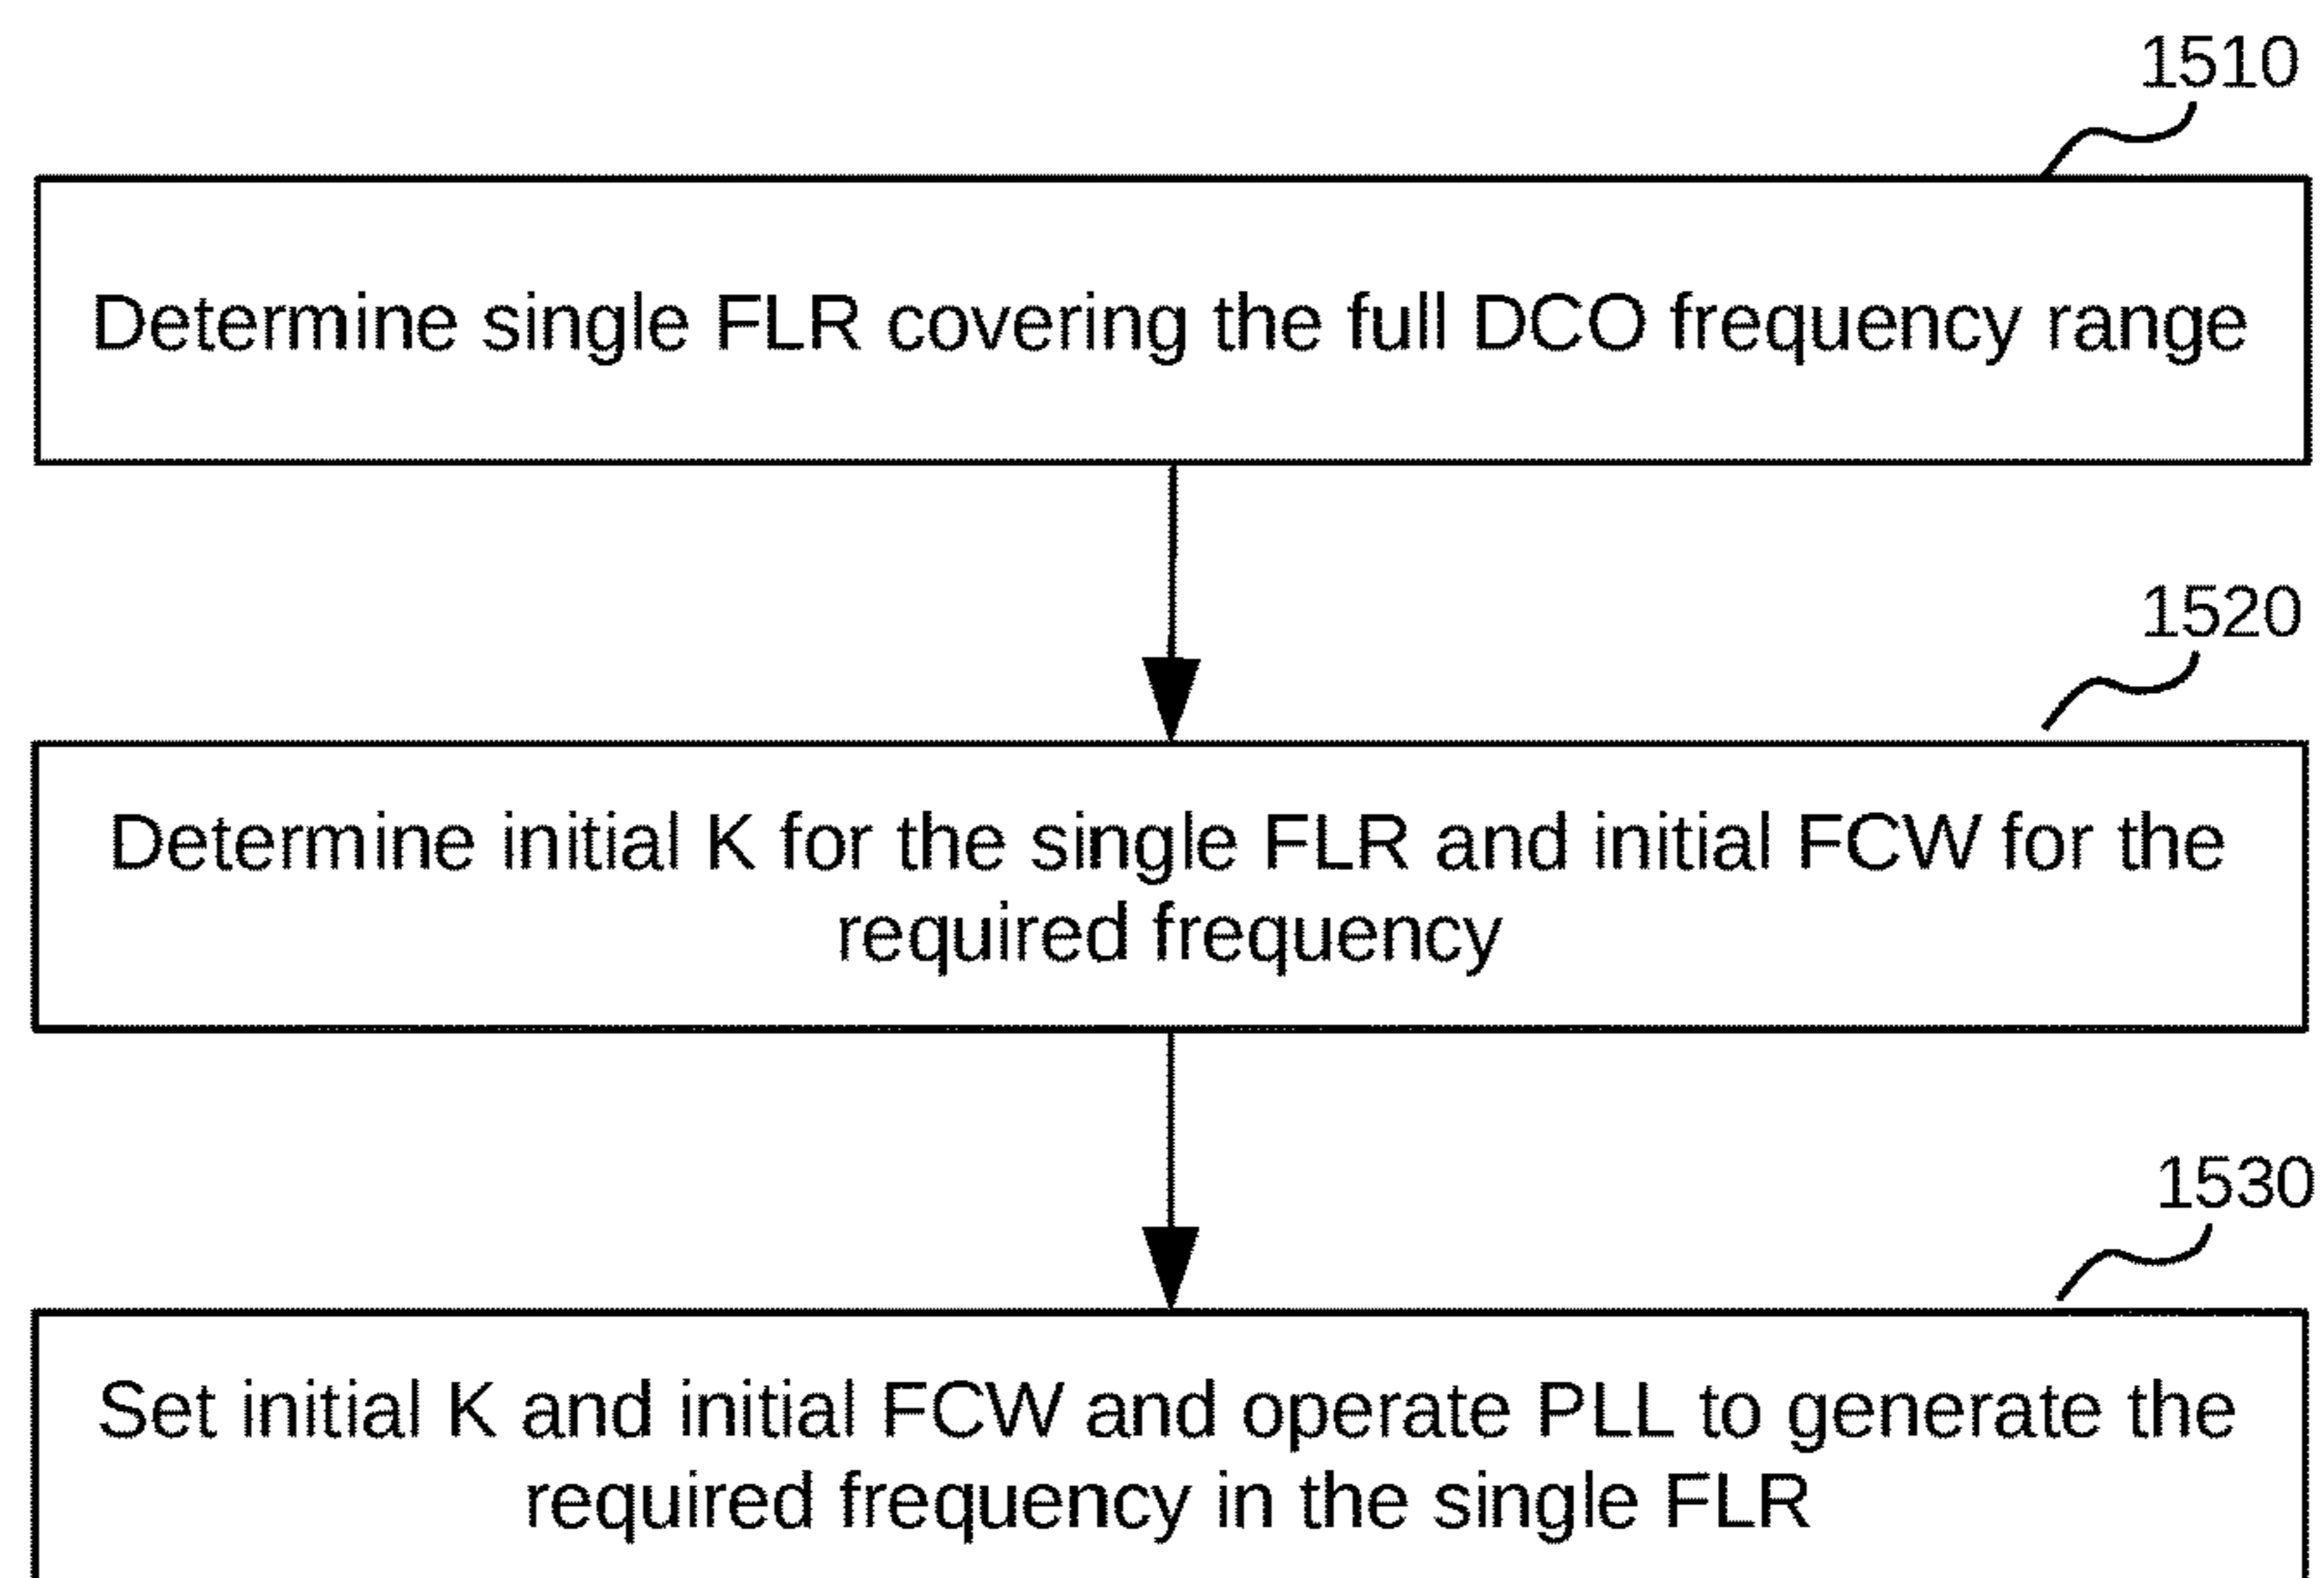 1510
Determine single FLR covering the full DCO frequency range
1520
Determine initial K for the single FLR and initial FCW for the
required frequency
1530
Set initial K and initial FCW and operate PLL to generate the
required frequency in the single FLR